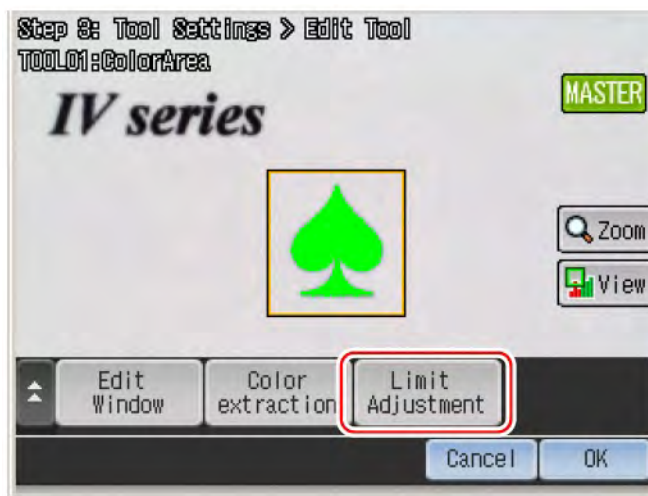 Step 3: Tool Settings > Edit Tool
TOOL01:ColorArea
IV series
MASTER
Zoom
View
Edit Window
Color extraction
Limit Adjustment
Cancel
OK